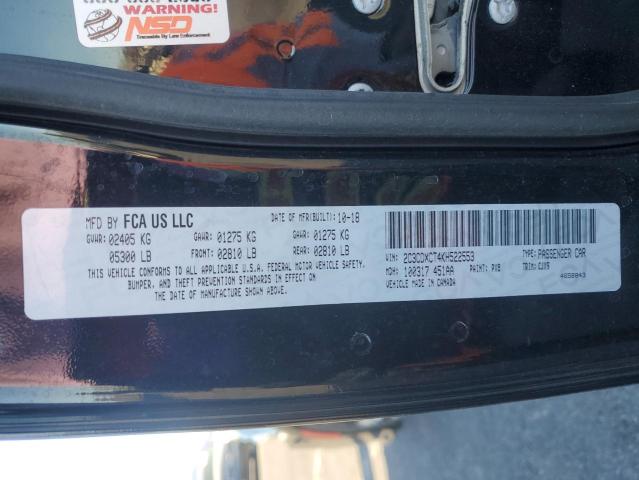 WARNING!
NSD
Traceable By Law Enforcement
MFD BY FCA US LLC
DATE OF MFR(BUILT): 10-18
GVWR: 02405 KG
GAWR: 01275 KG
GAWR: 01275 KG
05300 LB
FRONT: 02810 LB
REAR: 02810 LB
THIS VEHICLE CONFORMS TO ALL APPLICABLE U.S.A. FEDERAL MOTOR VEHICLE SAFETY,
BUMPER, AND THEFT PREVENTION STANDARDS IN EFFECT ON
THE DATE OF MANUFACTURE SHOWN ABOVE.
VIN: 2C3CDXCT4KH522553
TYPE: PASSENGER CAR
MDH: 100317 451AA
PAINT: PX8
TRIM: CJX9
VEHICLE MADE IN CANADA
4658043